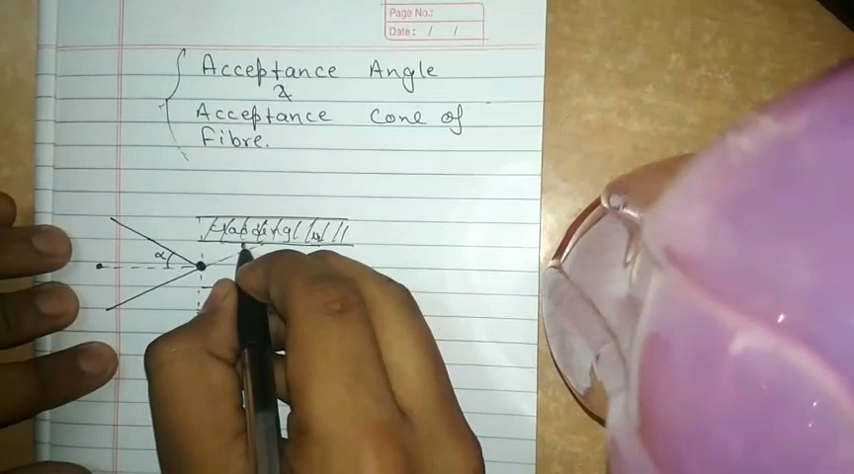 Page No.:
Date: / /
Acceptance Angle
&
Acceptance Cone of
Fibre.
Cladding
α